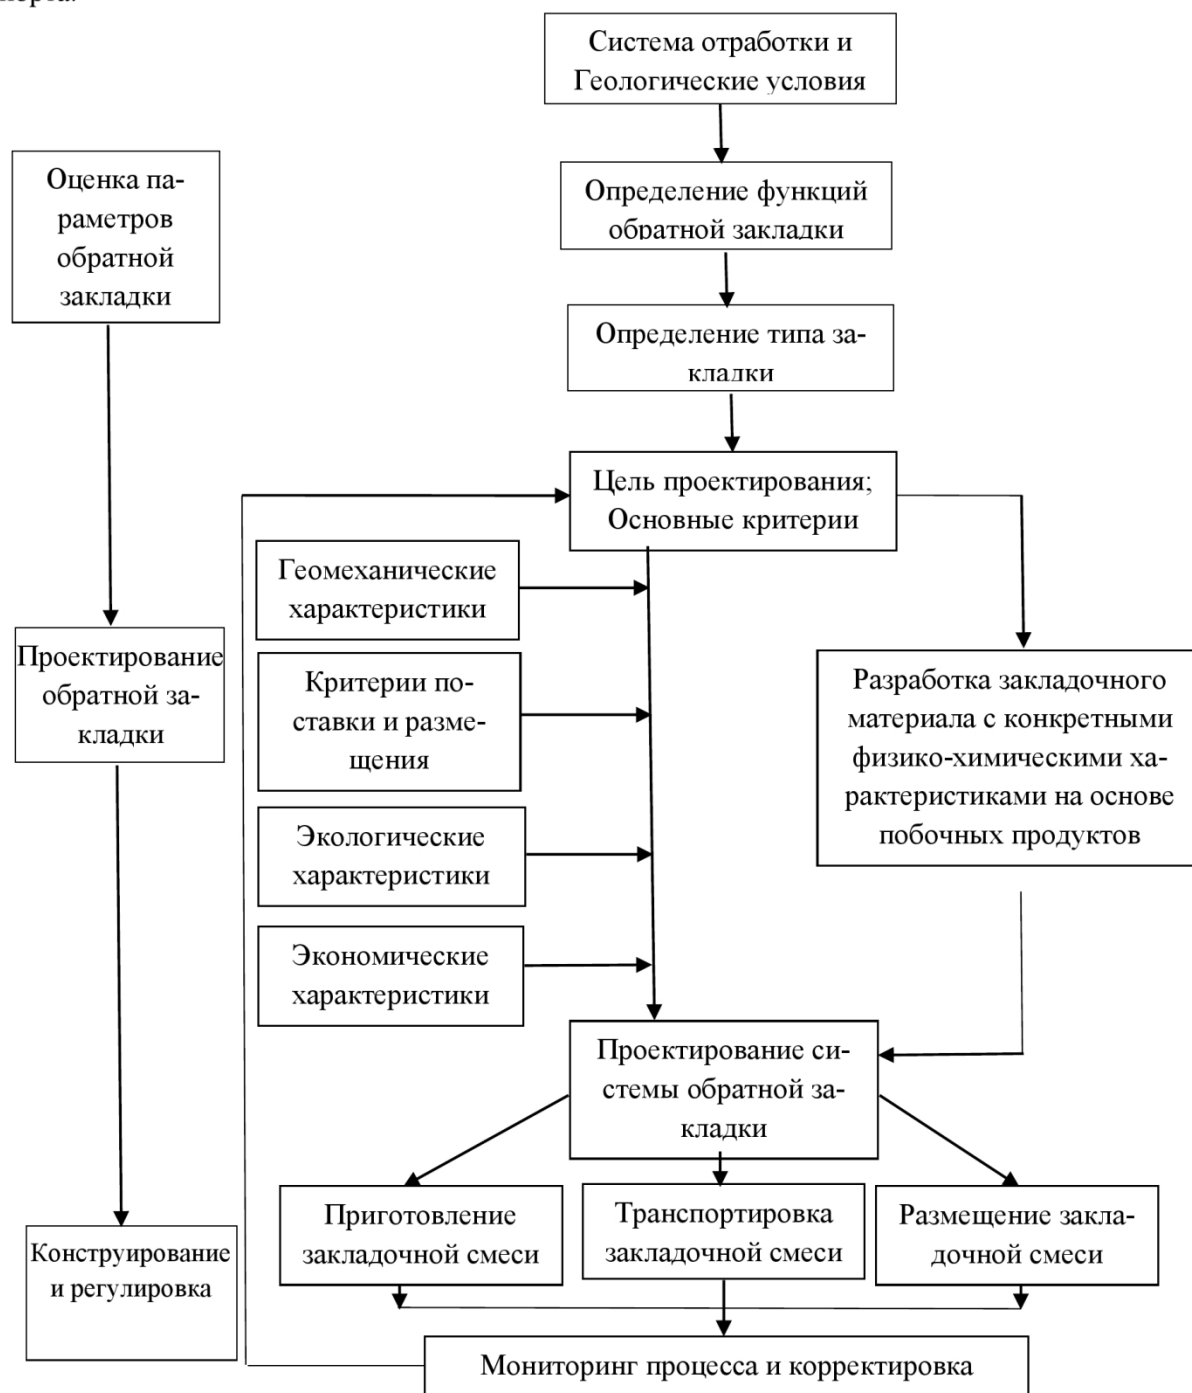 Система отработки и
Геологические условия
Оценка па-
раметров
обратной
закладки
Определение функций
обратной закладки
Определение типа за-
кладки
Цель проектирования;
Основные критерии
Геомеханические
характеристики
Проектирование
обратной за-
кладки
Критерии по-
ставки и разме-
щения
Разработка закладочного
материала с конкретными
физико-химическими ха-
рактеристиками на основе
побочных продуктов
Экологические
характеристики
Экономические
характеристики
Проектирование си-
стемы обратной за-
кладки
Приготовление
закладочной смеси
Транспортировка
закладочной смеси
Размещение закла-
дочной смеси
Конструирование
и регулировка
Мониторинг процесса и корректировка